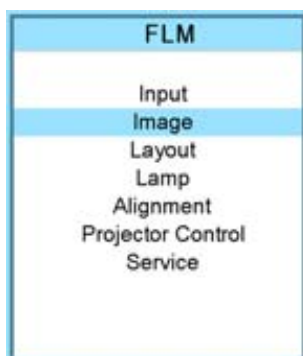 FLM
Input
Image
Layout
Lamp
Alignment
Projector Control
Service